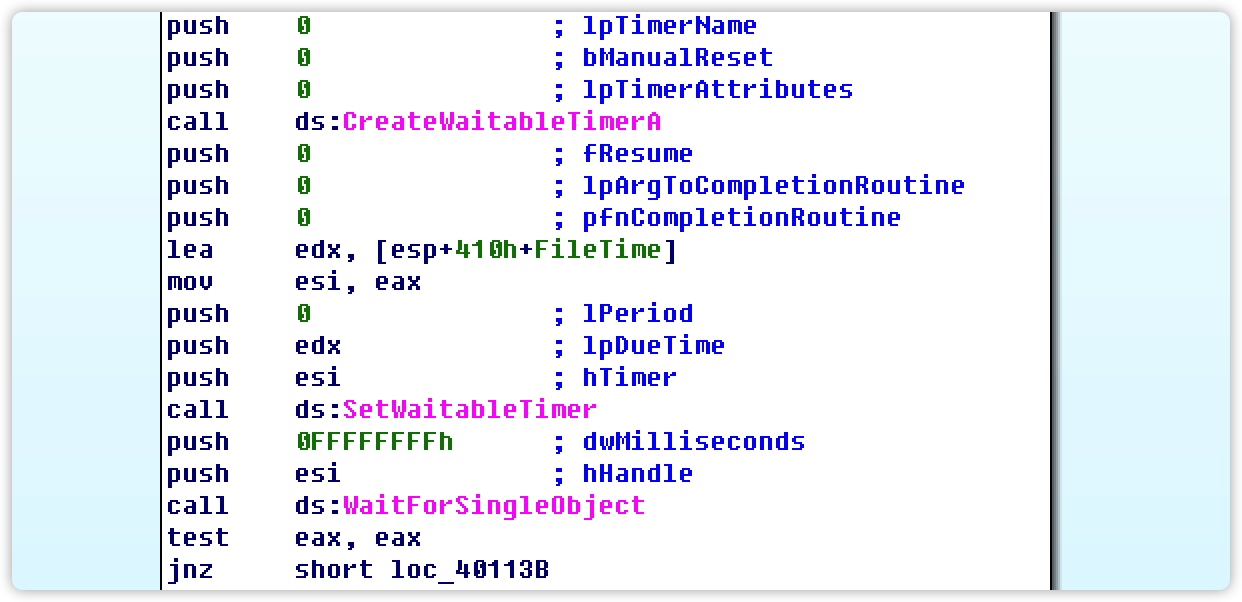 push 0 ; lpTimerName
push 0 ; bManualReset
push 0 ; lpTimerAttributes
call ds:CreateWaitableTimerA
push 0 ; fResume
push 0 ; lpArgToCompletionRoutine
push 0 ; pfnCompletionRoutine
lea edx, [esp+410h+FileTime]
mov esi, eax
push 0 ; lPeriod
push edx ; lpDueTime
push esi ; hTimer
call ds:SetWaitableTimer
push 0FFFFFFFFh ; dwMilliseconds
push esi ; hHandle
call ds:WaitForSingleObject
test eax, eax
jnz short loc_40113B